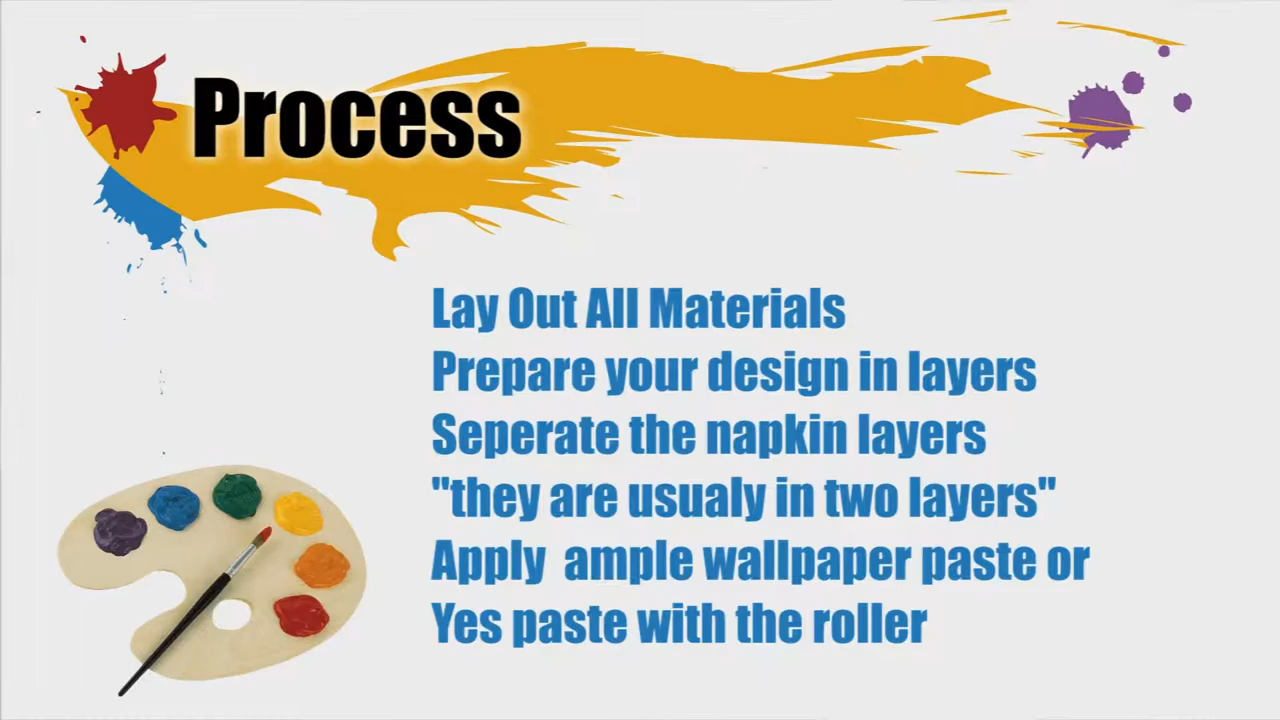 Process
Lay Out All Materials
Prepare your design in layers
Seperate the napkin layers
"they are usualy in two layers"
Apply  ample wallpaper paste or
Yes paste with the roller